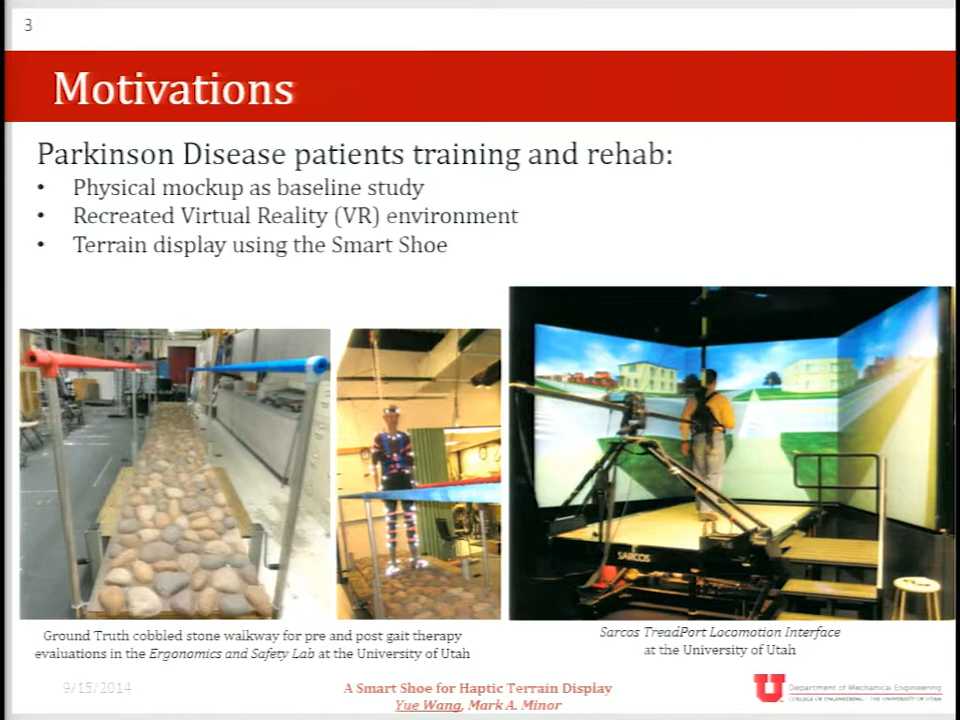 3
Motivations
Parkinson Disease patients training and rehab:
• Physical mockup as baseline study
• Recreated Virtual Reality (VR) environment
• Terrain display using the Smart Shoe
SARCOS
Ground Truth cobbled stone walkway for pre and post gait therapy
evaluations in the Ergonomics and Safety Lab at the University of Utah
Sarcos TreadPort Locomotion Interface
at the University of Utah
9/15/2014
A Smart Shoe for Haptic Terrain Display
Yue Wang, Mark A. Minor
U
Department of Mechanical Engineering
COLLEGE OF ENGINEERING | THE UNIVERSITY OF UTAH